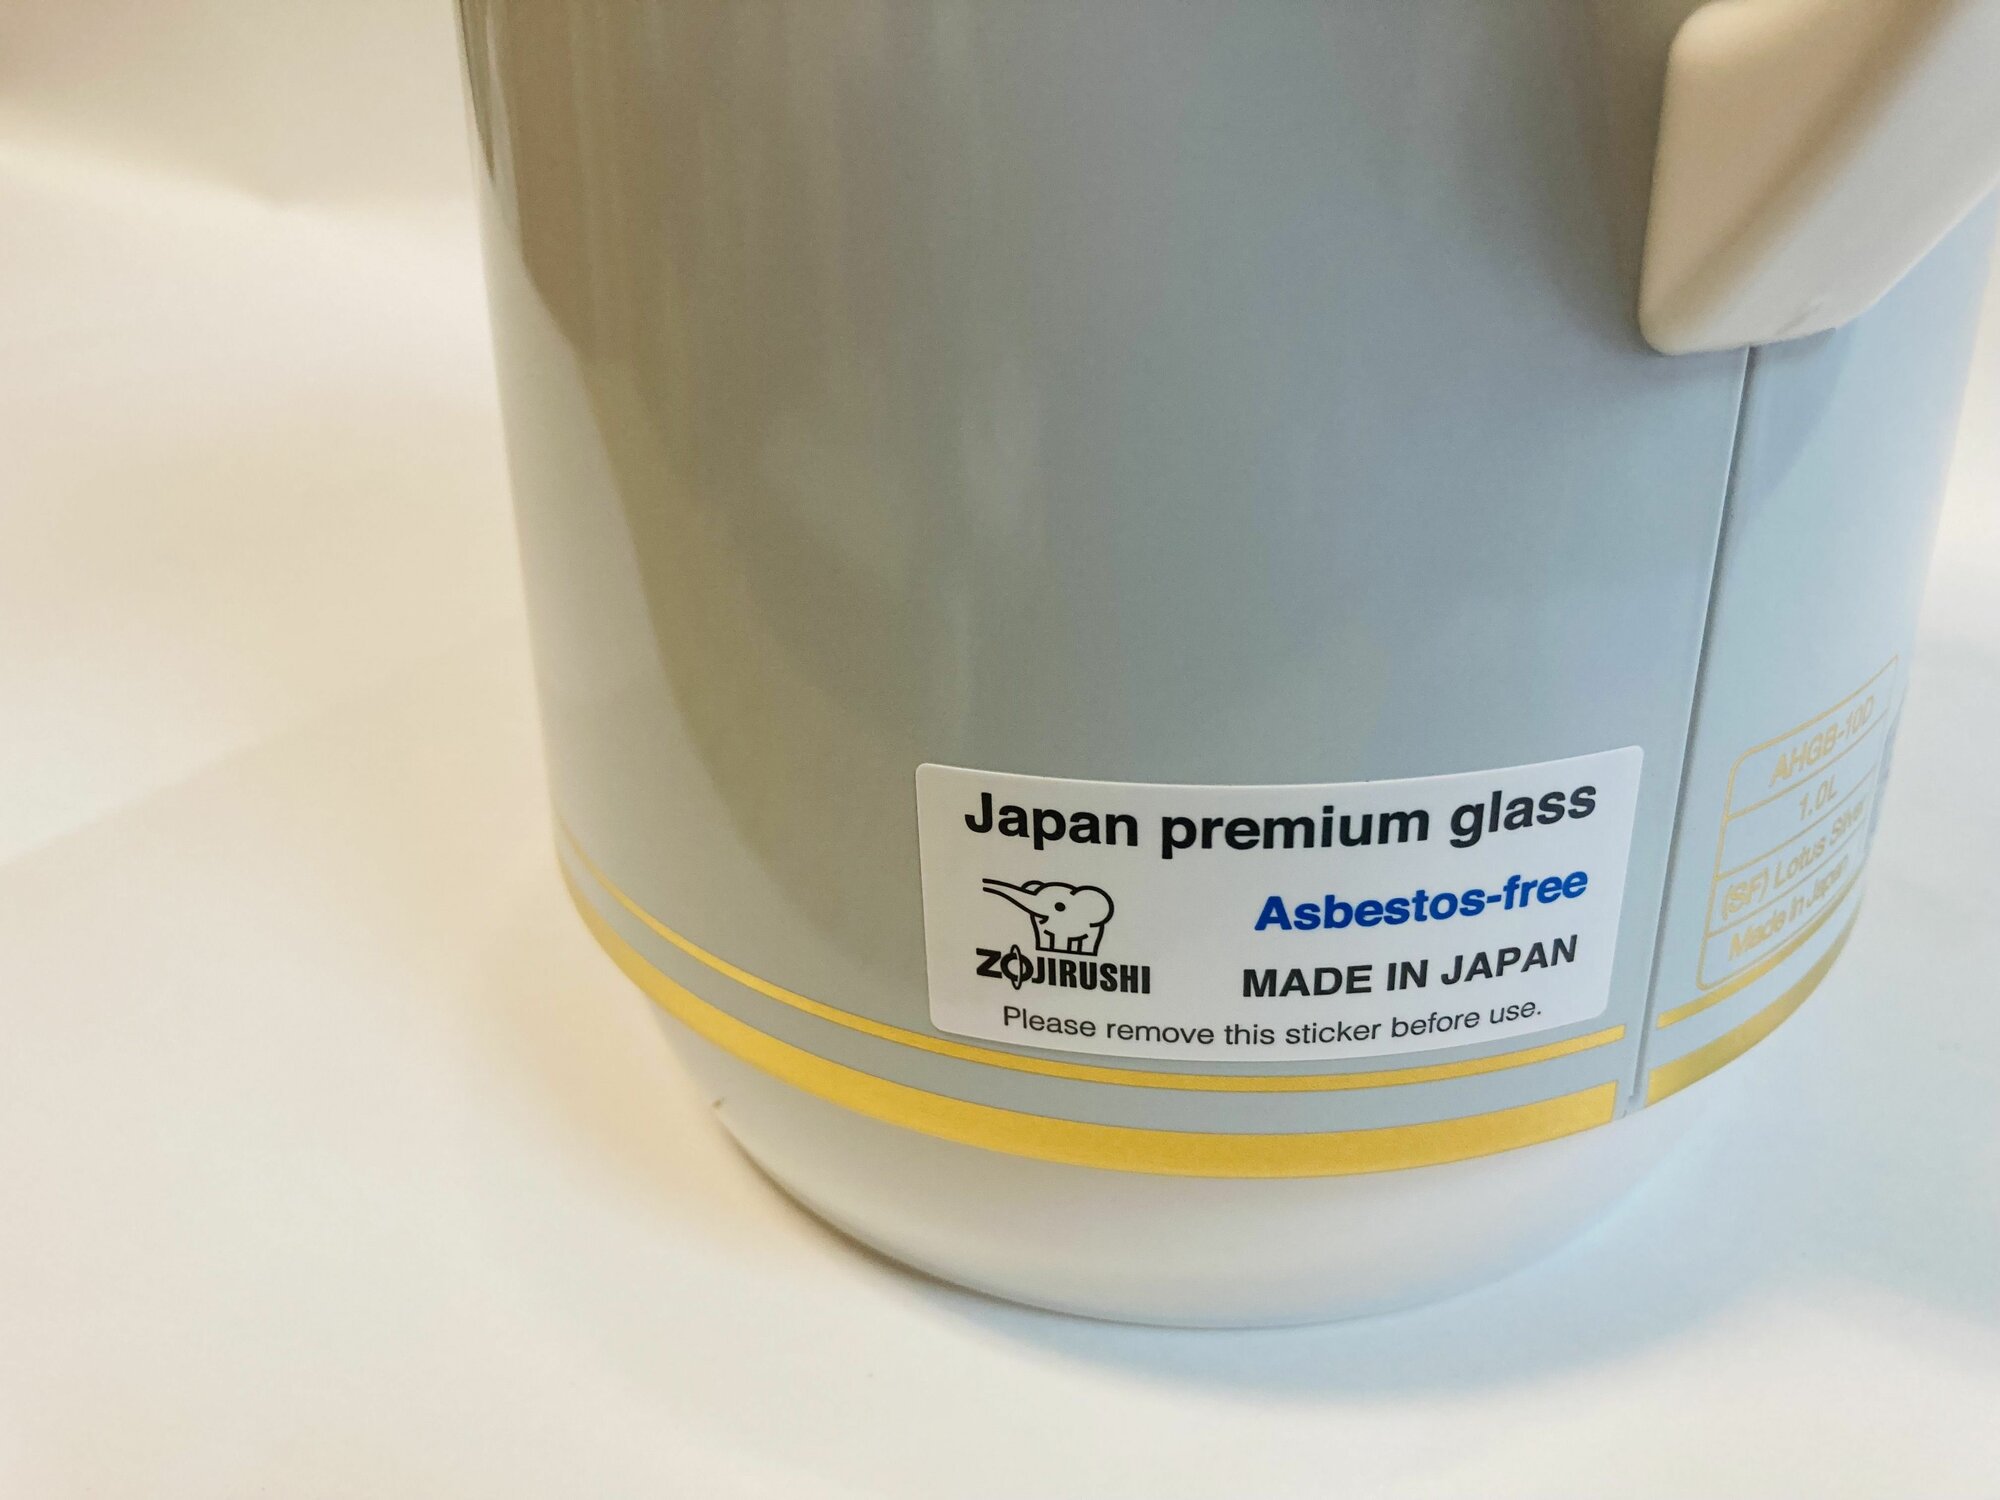 Japan premium glass
Asbestos-free
ZOJIRUSHI
MADE IN JAPAN
Please remove this sticker before use.
AHGB-10D
1.0L
(SF) Lotus Silver
Made in Japan